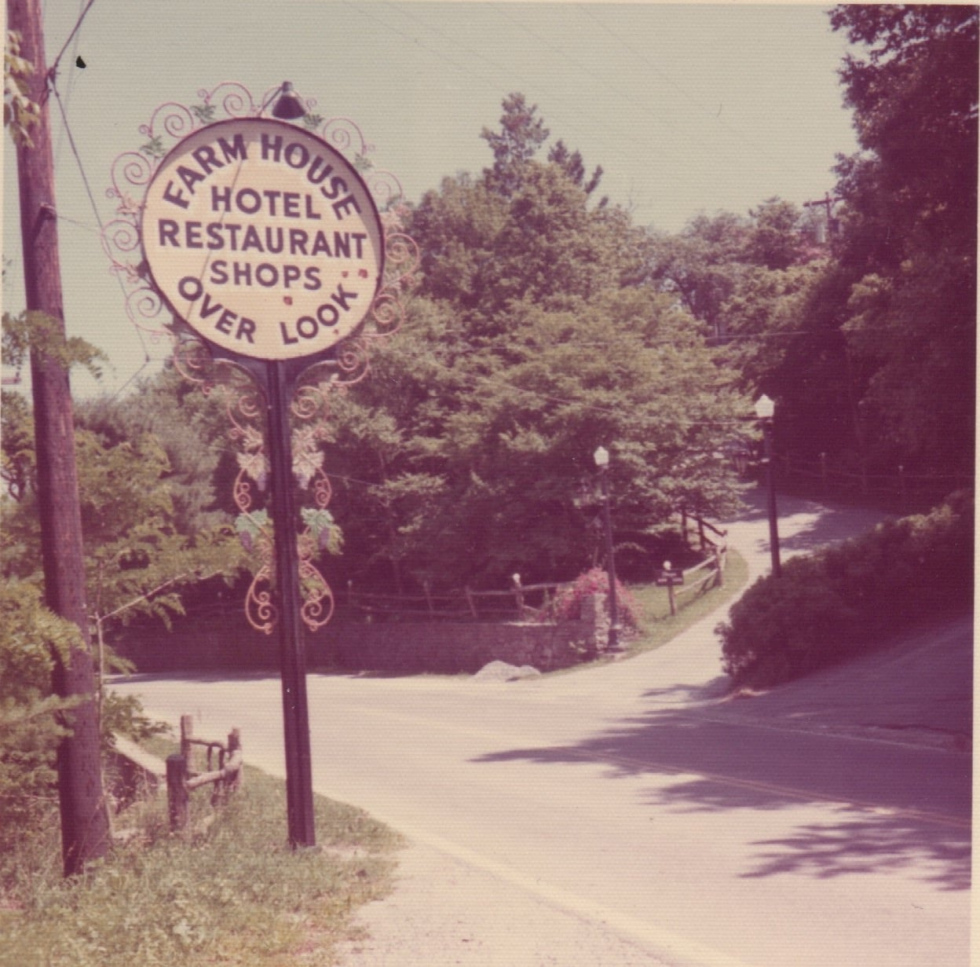 FARM HOUSE
HOTEL
RESTAURANT
SHOPS
OVER LOOK